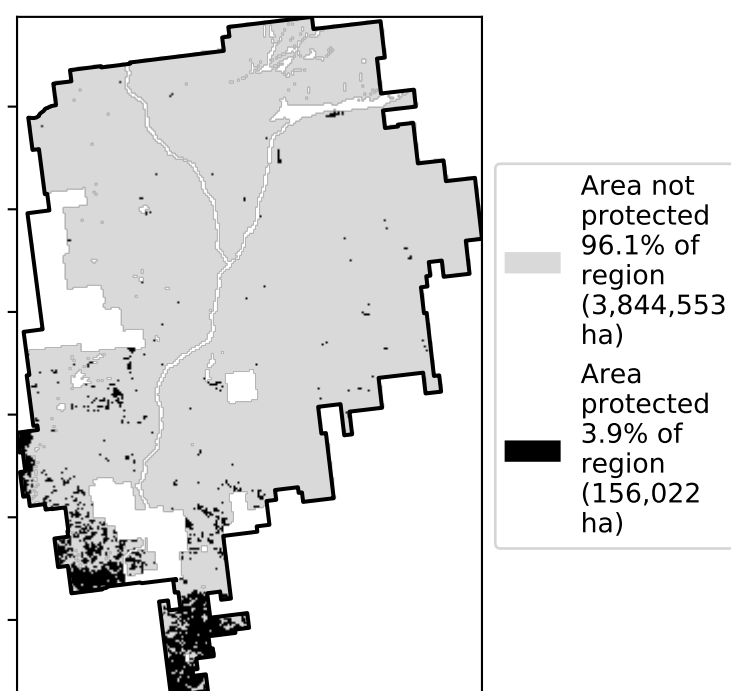 Area not
protected
96.1% of
region
(3,844,553
ha)
Area
protected
3.9% of
region
(156,022
ha)